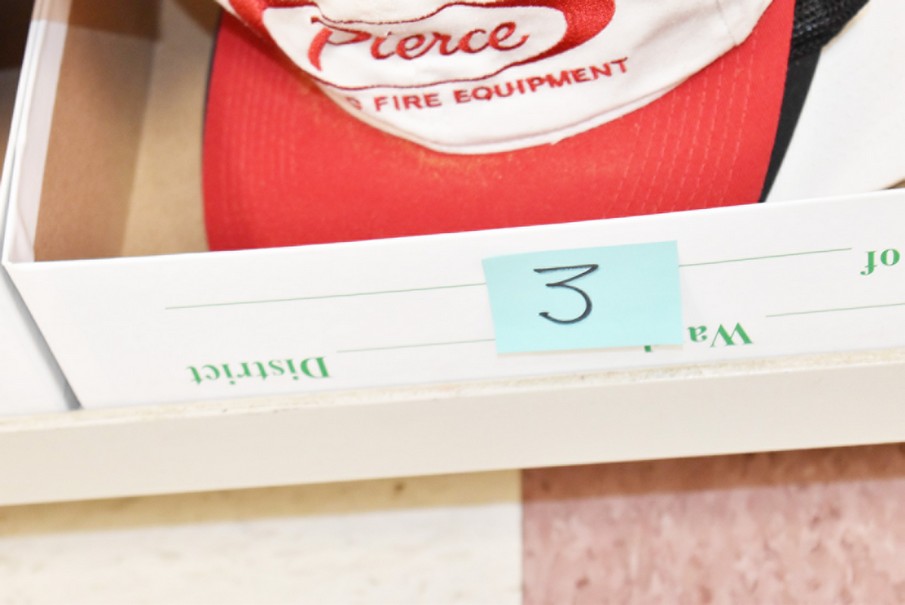 Pierce
FIRE EQUIPMENT
3
of
District